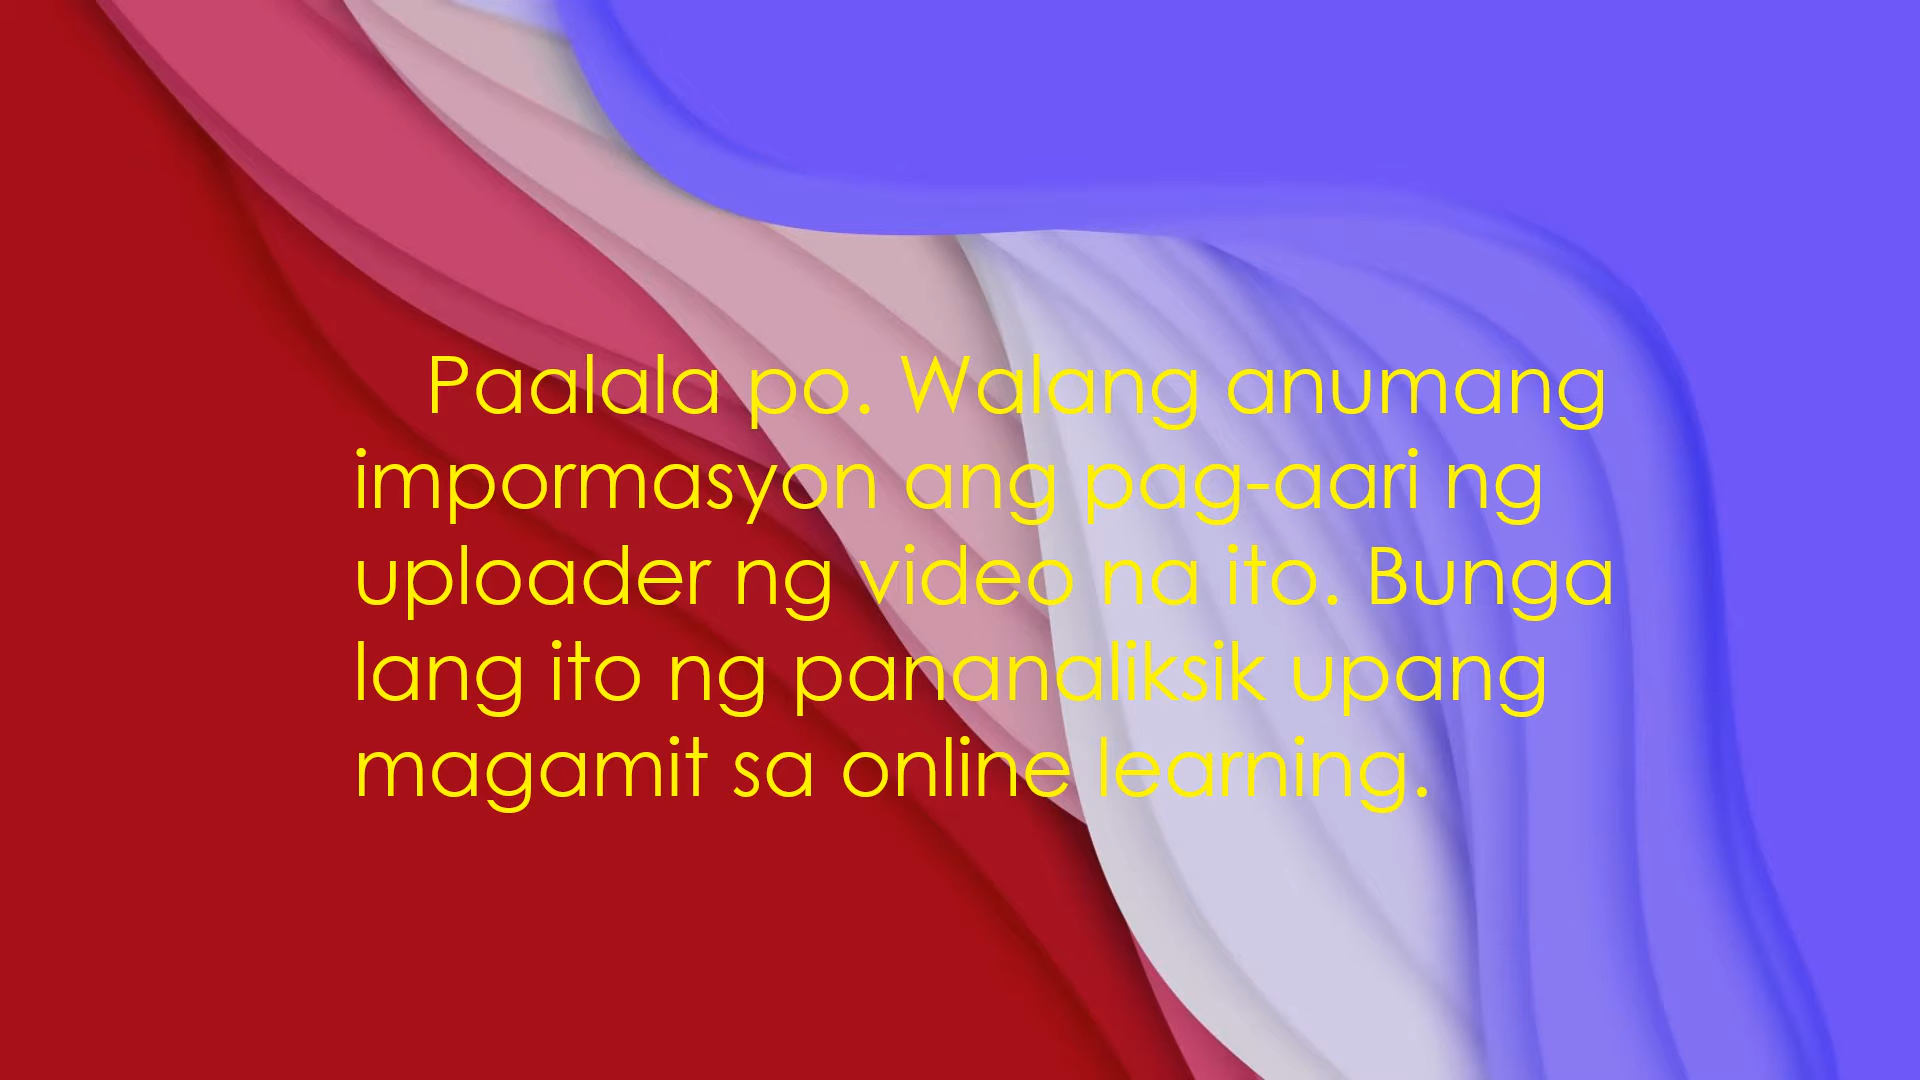 Paalala po. Walang anumang
impormasyon ang pag-aari ng
uploader ng video na ito. Bunga
lang ito ng pananaliksik upang
magamit sa online learning.